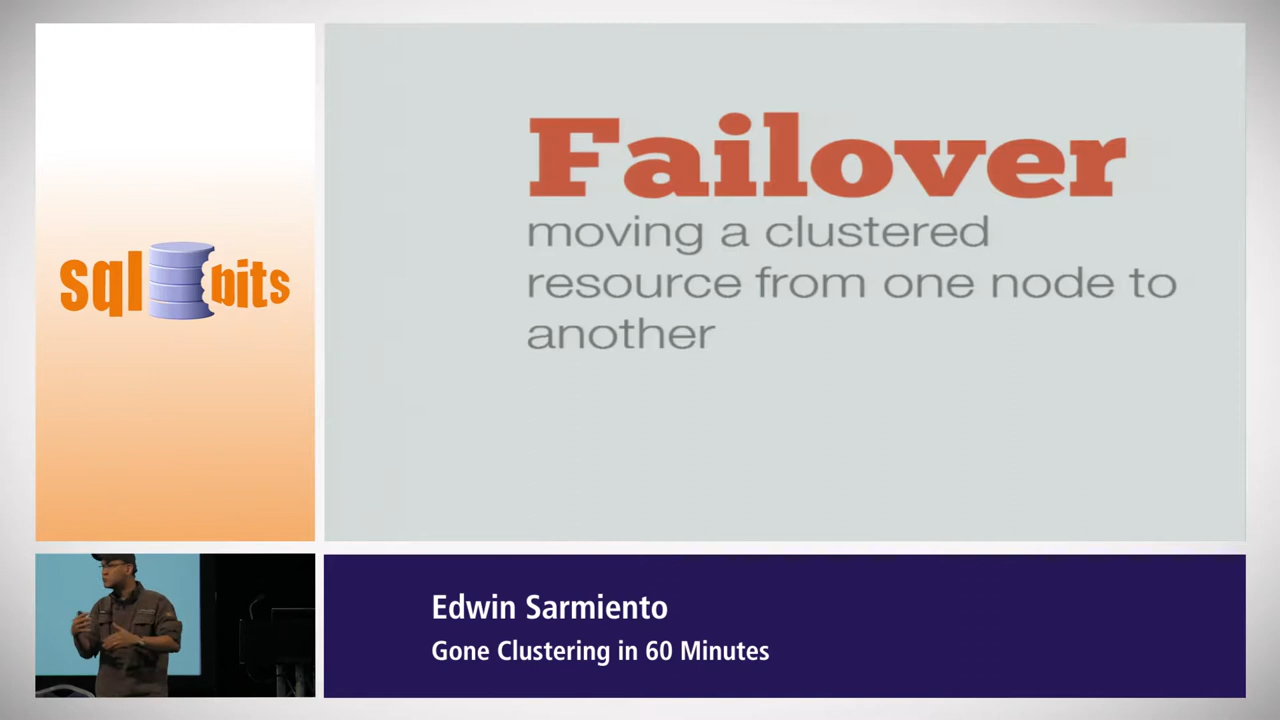 Failover
moving a clustered
resource from one node to
another
sql bits
Edwin Sarmiento
Gone Clustering in 60 Minutes